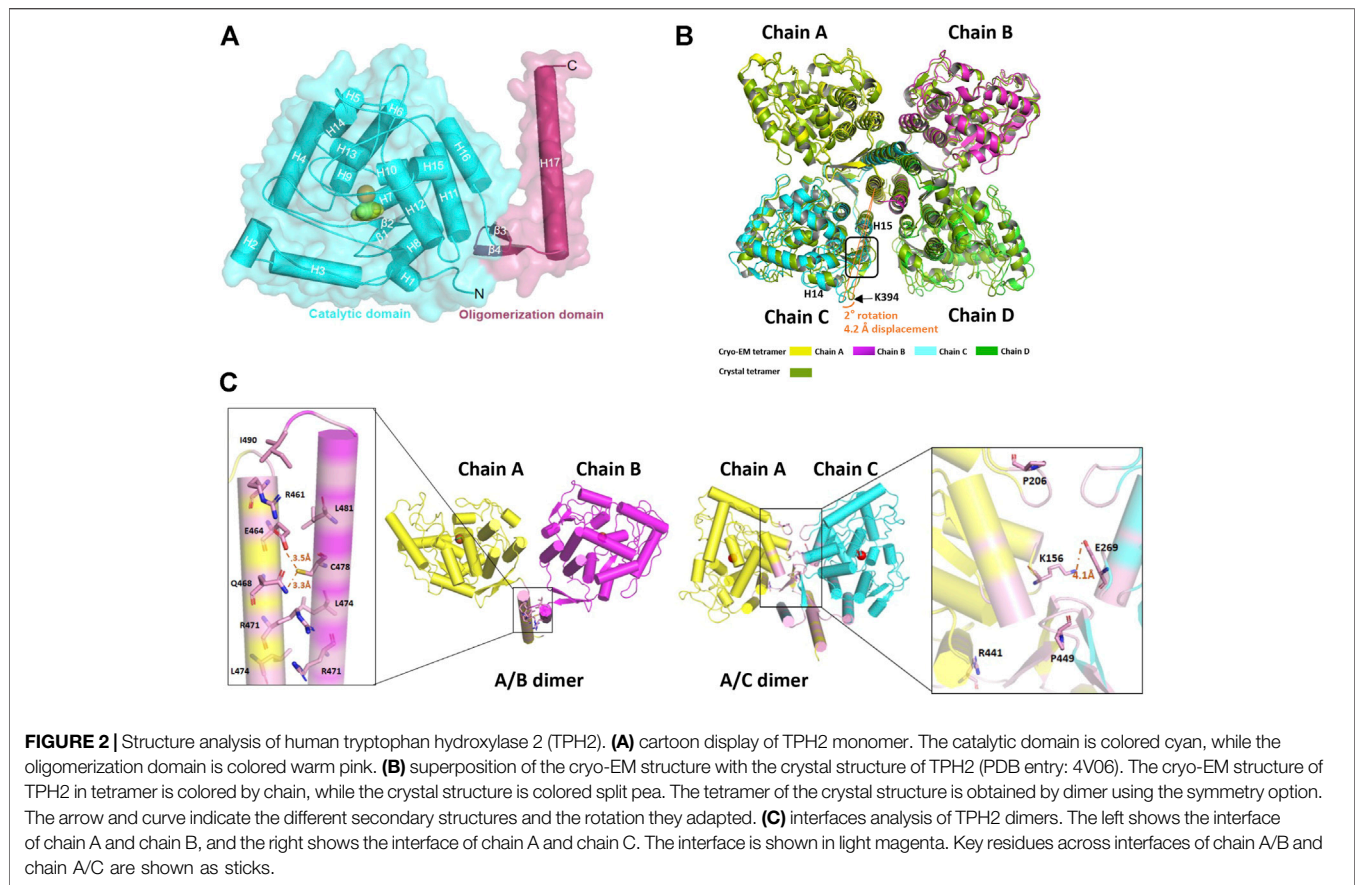 A
C
H5
H6
H14
H4
H13
H16
H9
H10
H15
H17
H7
H11
H12
β2
β1
β3
β4
H8
H2
H3
H1
N
Catalytic domain
Oligomerization domain
B
Chain A
Chain B
H15
H14
K394
Chain C
2° rotation
4.2 Å displacement
Chain D
Cryo-EM tetramer Chain A Chain B Chain C Chain D
Crystal tetramer
C
I490
R461
L481
E464
3.5Å
C478
Q468
3.3Å
L474
R471
L474
R471
Chain A
Chain B
A/B dimer
Chain A
Chain C
A/C dimer
P206
K156
E269
4.1Å
R441
P449
FIGURE 2 | Structure analysis of human tryptophan hydroxylase 2 (TPH2). (A) cartoon display of TPH2 monomer. The catalytic domain is colored cyan, while the
oligomerization domain is colored warm pink. (B) superposition of the cryo-EM structure with the crystal structure of TPH2 (PDB entry: 4V06). The cryo-EM structure of
TPH2 in tetramer is colored by chain, while the crystal structure is colored split pea. The tetramer of the crystal structure is obtained by dimer using the symmetry option.
The arrow and curve indicate the different secondary structures and the rotation they adapted. (C) interfaces analysis of TPH2 dimers. The left shows the interface
of chain A and chain B, and the right shows the interface of chain A and chain C. The interface is shown in light magenta. Key residues across interfaces of chain A/B and
chain A/C are shown as sticks.